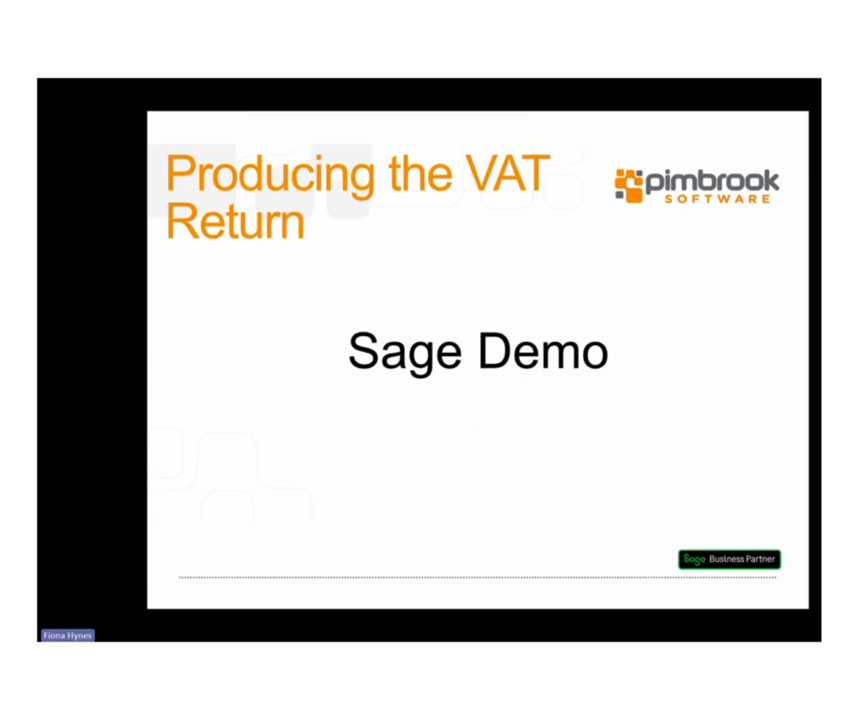 Producing the VAT
Return
pimbrook
SOFTWARE
Sage Demo
Sage Business Partner
Fiona Hynes